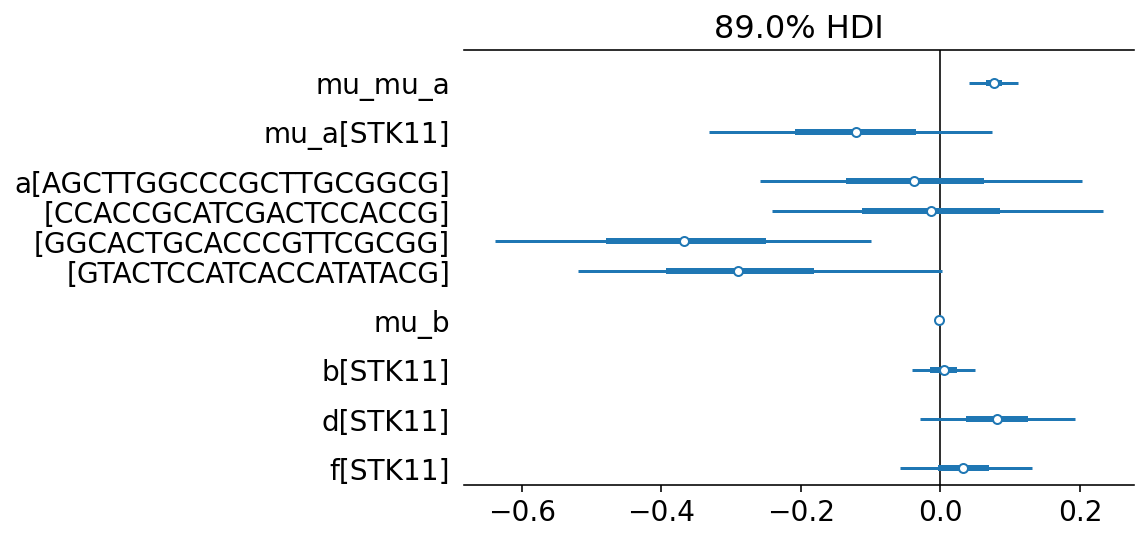 89.0% HDI
mu_mu_a
mu_a[STK11]
a[AGCTTGGCCCGCTTGCGGCG]
[CCACCGCATCGACTCCACCG]
[GGCACTGCACCCGTTCGCGG]
[GTACTCCATCACCATATACG]
mu_b
b[STK11]
d[STK11]
f[STK11]
−0.6 −0.4 −0.2 0.0 0.2